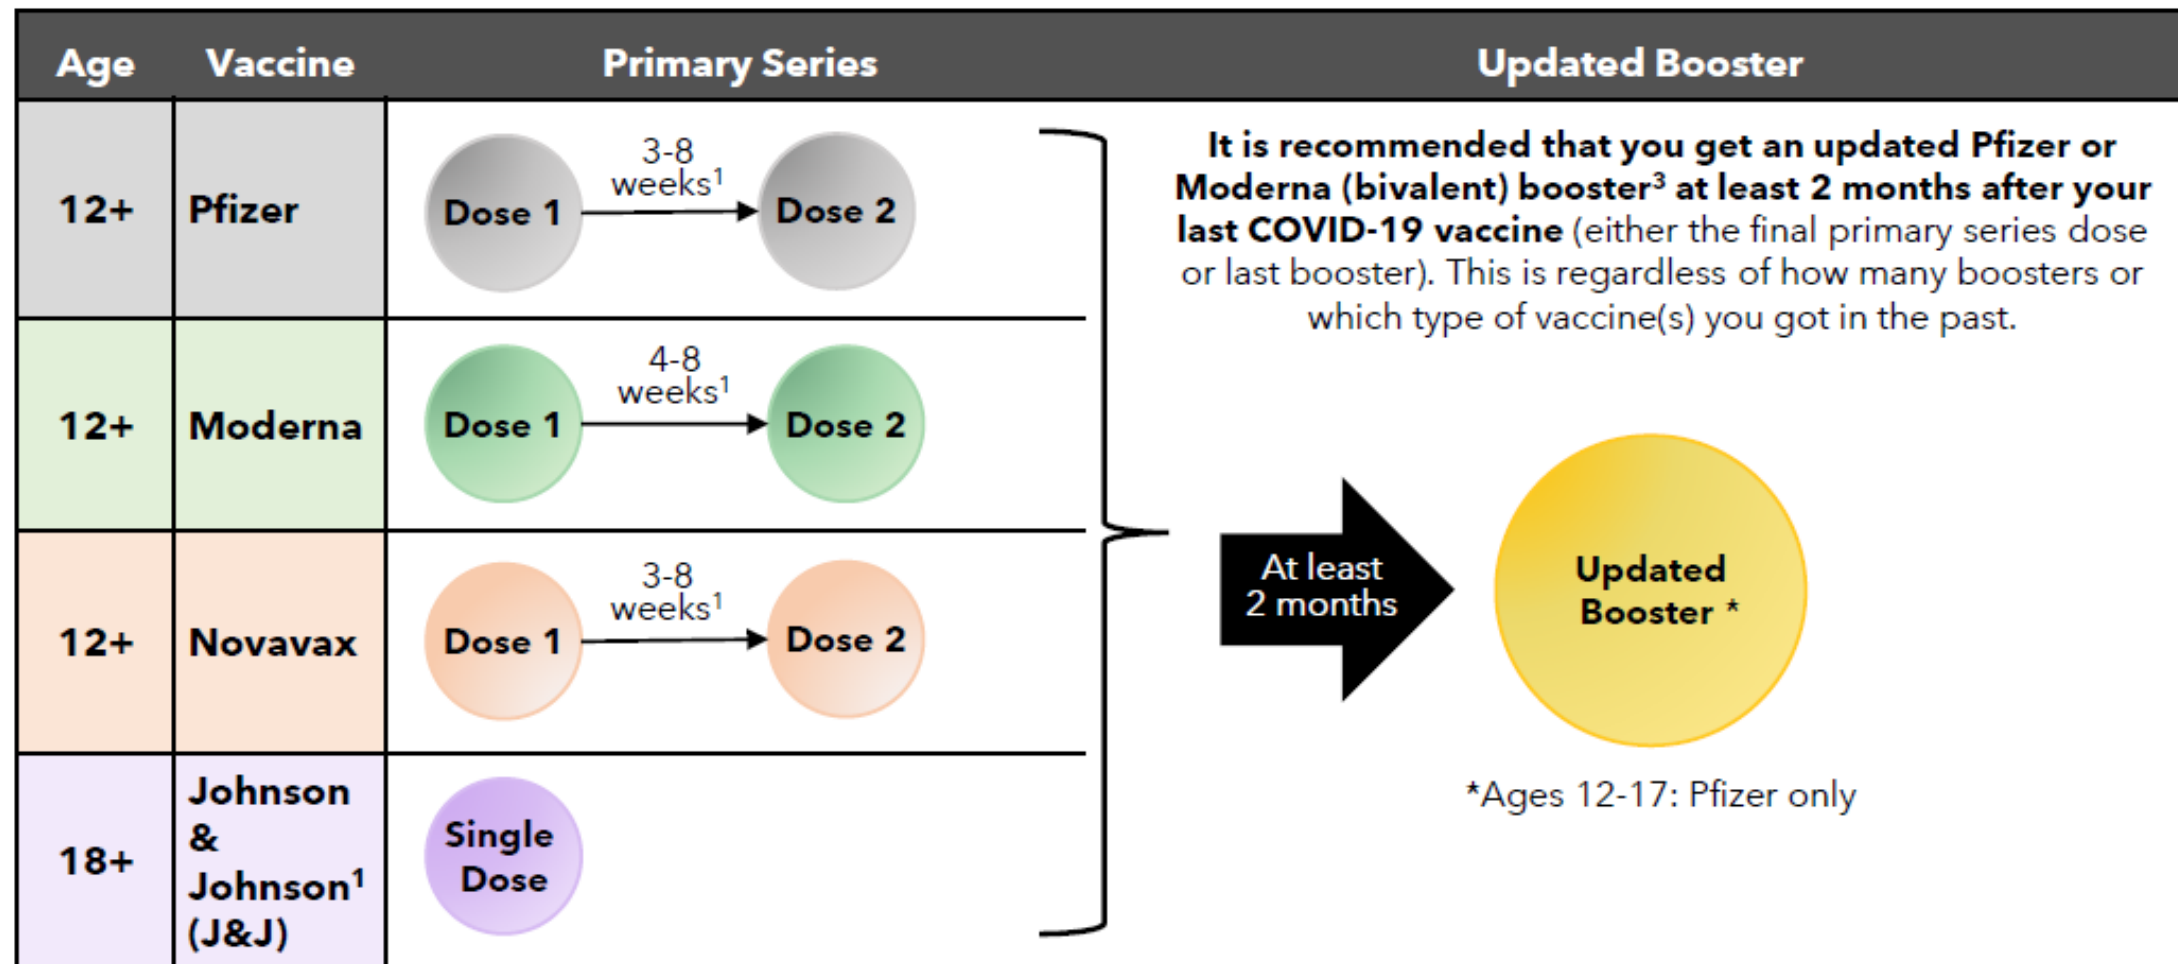 Age Vaccine Primary Series Updated Booster
12+ Pfizer
Dose 1
3-8
weeks¹
Dose 2
12+ Moderna
Dose 1
4-8
weeks¹
Dose 2
12+ Novavax
Dose 1
3-8
weeks¹
Dose 2
18+
Johnson
&
Johnson¹
(J&J)
Single
Dose
It is recommended that you get an updated Pfizer or
Moderna (bivalent) booster³ at least 2 months after your
last COVID-19 vaccine (either the final primary series dose
or last booster). This is regardless of how many boosters or
which type of vaccine(s) you got in the past.
At least
2 months
Updated
Booster *
*Ages 12-17: Pfizer only